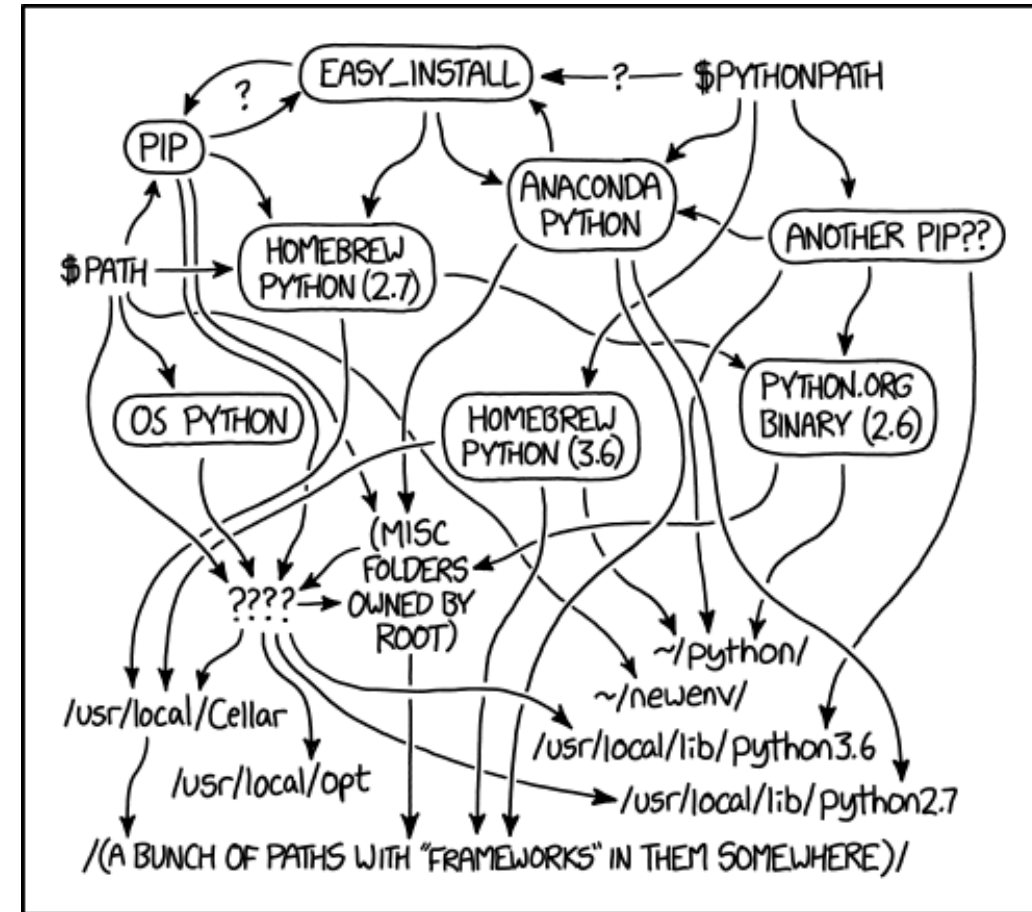 EASY_INSTALL
?
$PYTHONPATH
?
PIP
ANACONDA
PYTHON
ANOTHER PIP??
HOMEBREW
PYTHON (2.7)
$PATH
OS PYTHON
HOMEBREW
PYTHON (3.6)
PYTHON.ORG
BINARY (2.6)
(MISC
FOLDERS
OWNED BY
ROOT)
????
~/python/
~/newenv/
/usr/local/Cellar
/usr/local/lib/python3.6
/usr/local/opt
/usr/local/lib/python2.7
/(A BUNCH OF PATHS WITH "FRAMEWORKS" IN THEM SOMEWHERE)/